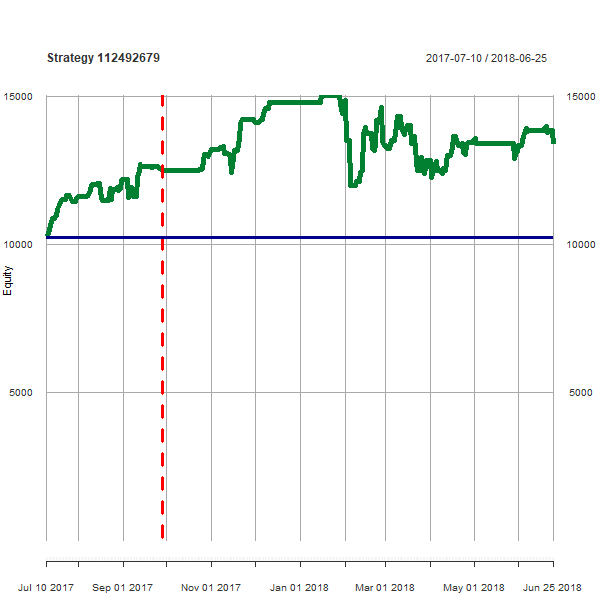 Strategy 112492679
2017-07-10 / 2018-06-25
15000
15000
10000
10000
Equity
5000
5000
Jul 10 2017
Sep 01 2017
Nov 01 2017
Jan 01 2018
Mar 01 2018
May 01 2018
Jun 25 2018